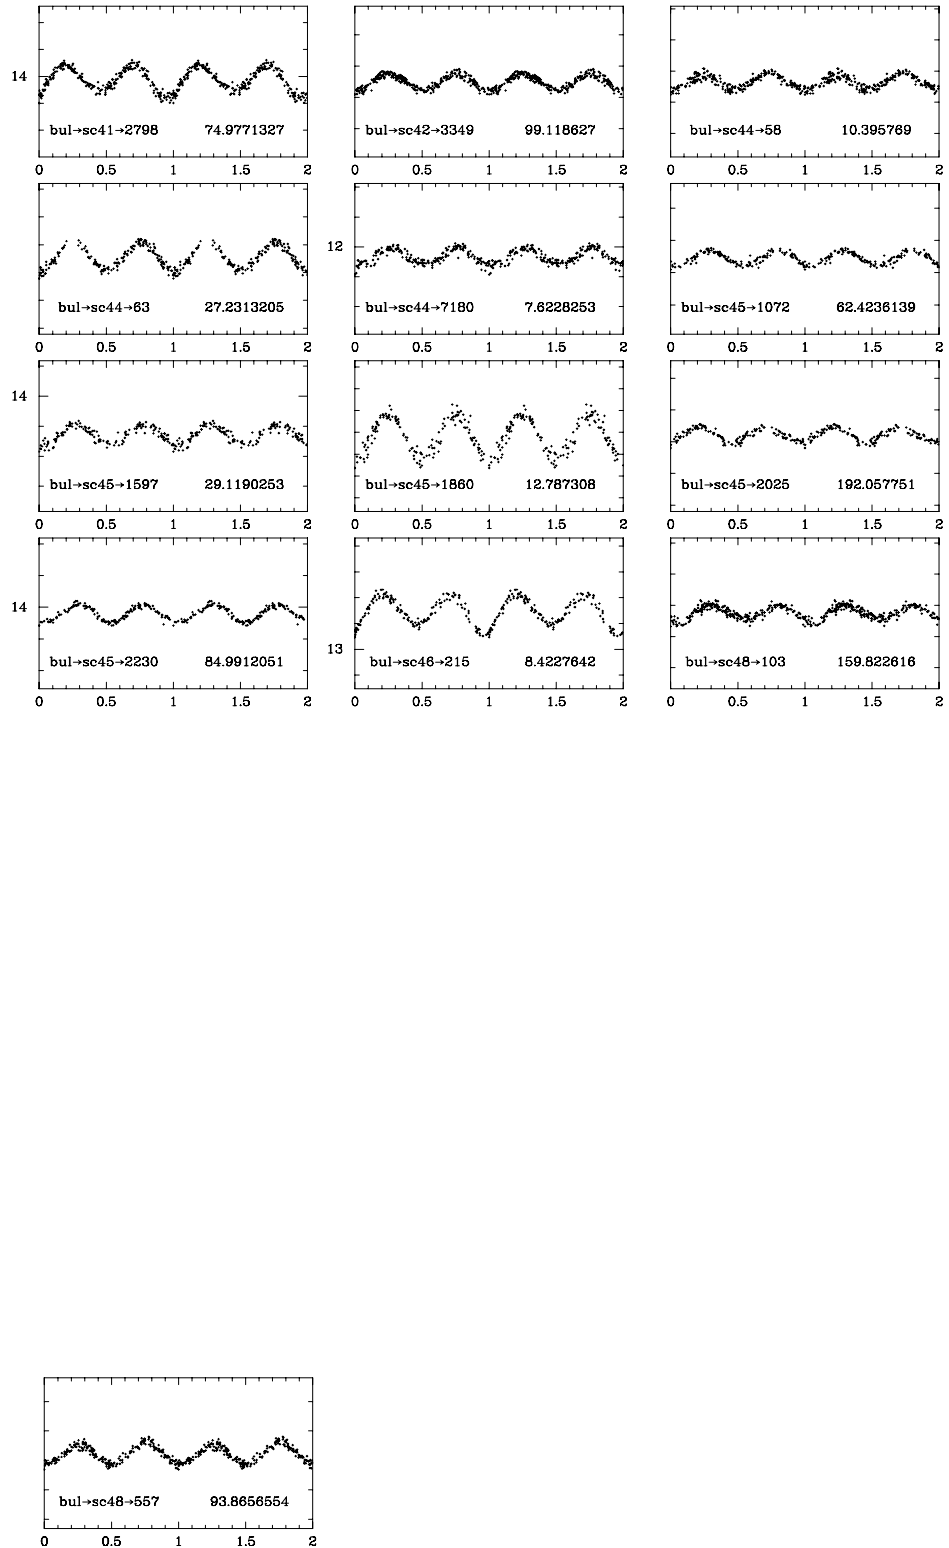 14
bul→sc41→2798 74.9771327
bul→sc42→3349 99.118627
bul→sc44→58 10.395769
0 0.5 1 1.5 2
0 0.5 1 1.5 2
0 0.5 1 1.5 2
bul→sc44→63 27.2313205
12
bul→sc44→7180 7.6228253
bul→sc45→1072 62.4236139
0 0.5 1 1.5 2
0 0.5 1 1.5 2
0 0.5 1 1.5 2
14
bul→sc45→1597 29.1190253
bul→sc45→1860 12.787308
bul→sc45→2025 192.057751
0 0.5 1 1.5 2
0 0.5 1 1.5 2
0 0.5 1 1.5 2
14
bul→sc45→2230 84.9912051
13
bul→sc46→215 8.4227642
bul→sc48→103 159.822616
0 0.5 1 1.5 2
0 0.5 1 1.5 2
0 0.5 1 1.5 2
bul→sc48→557 93.8656554
0 0.5 1 1.5 2